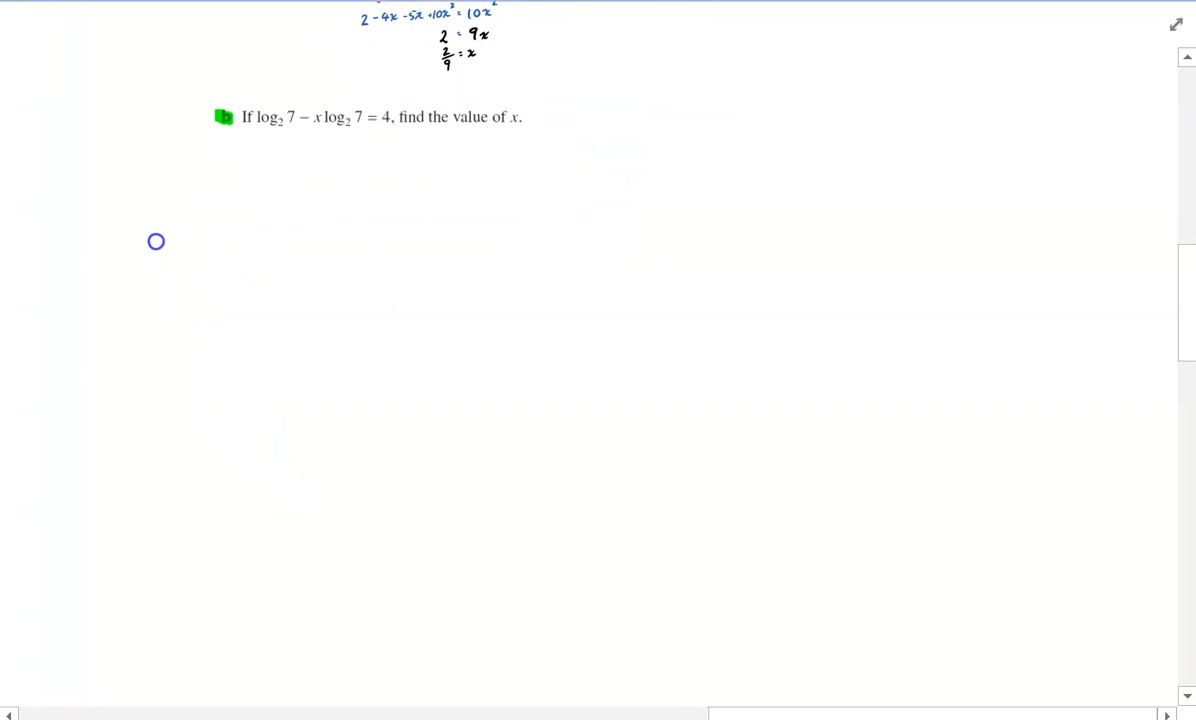 2 - 4x - 5x + 10x² = 10x²
2 = 9x
2/9 = x
b If log₂ 7 − x log₂ 7 = 4, find the value of x.